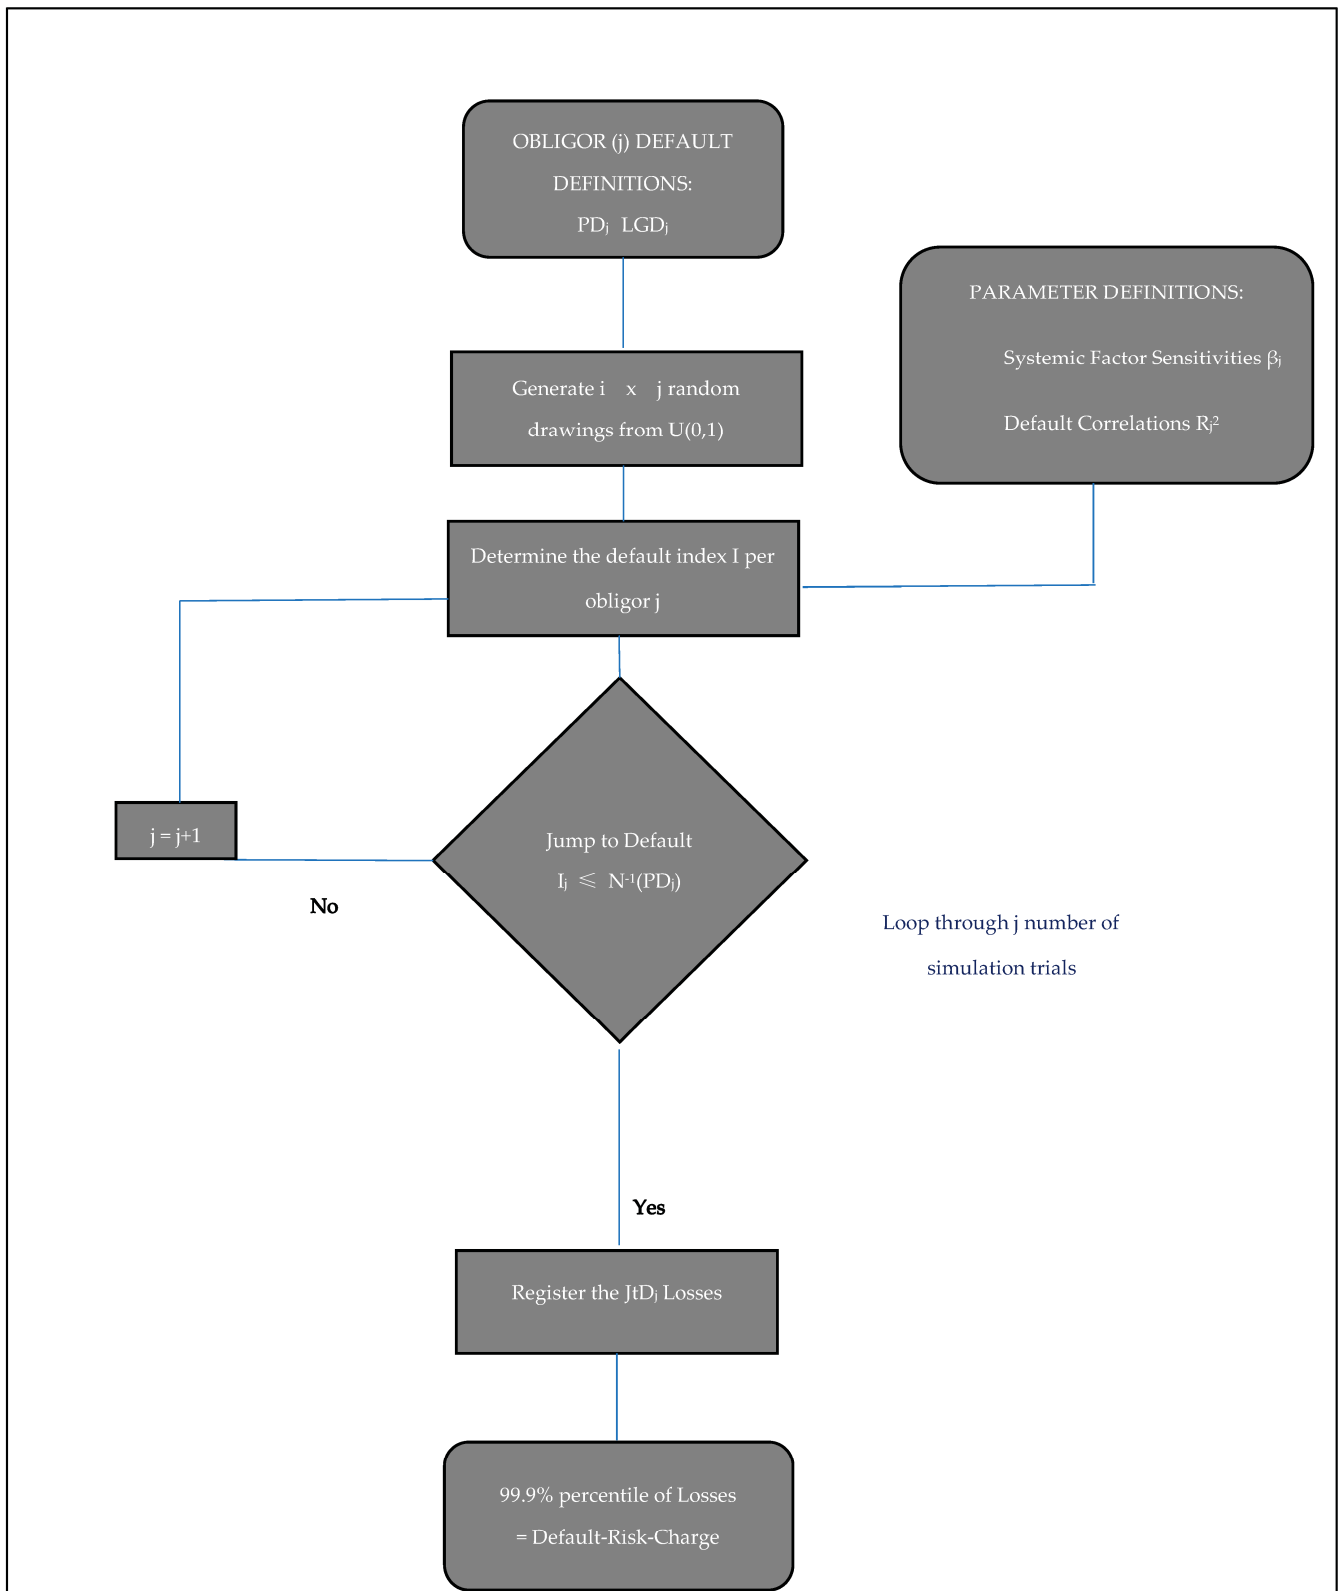 OBLIGOR (j) DEFAULT
DEFINITIONS:
PDⱼ LGDⱼ
PARAMETER DEFINITIONS:
Systemic Factor Sensitivities βⱼ
Default Correlations Rⱼ²
Generate i x j random
drawings from U(0,1)
Determine the default index I per
obligor j
j = j+1
Jump to Default
Iⱼ ≤ N⁻¹(PDⱼ)
No
Loop through j number of
simulation trials
Yes
Register the JtDⱼ Losses
99.9% percentile of Losses
= Default-Risk-Charge